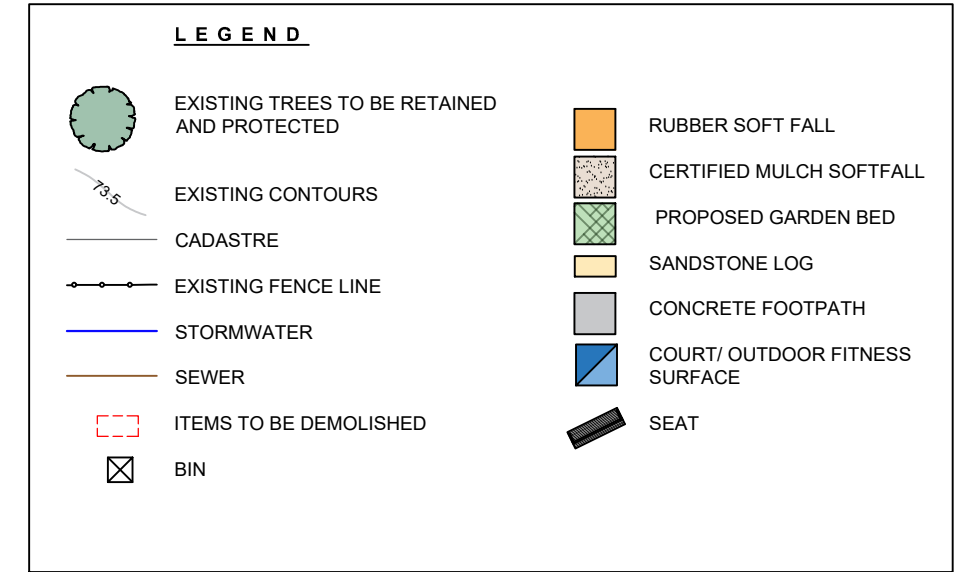 LEGEND
EXISTING TREES TO BE RETAINED
AND PROTECTED
73.5
EXISTING CONTOURS
CADASTRE
EXISTING FENCE LINE
STORMWATER
SEWER
ITEMS TO BE DEMOLISHED
BIN
RUBBER SOFT FALL
CERTIFIED MULCH SOFTFALL
PROPOSED GARDEN BED
SANDSTONE LOG
CONCRETE FOOTPATH
COURT/ OUTDOOR FITNESS
SURFACE
SEAT